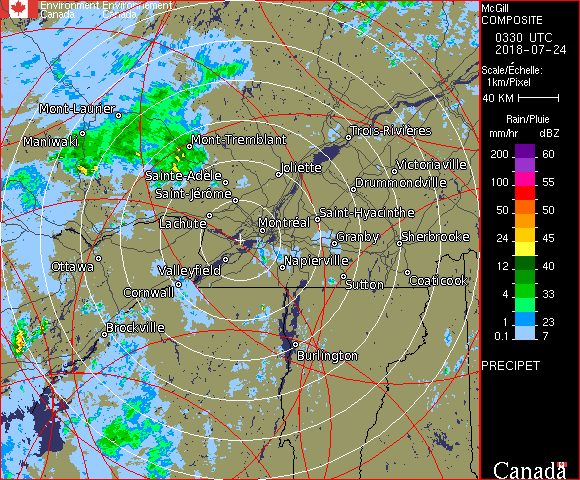 Environment Environnement
Canada Canada
Mont-Laurier
Maniwaki
Mont-Tremblant
Trois-Rivières
Sainte-Adèle
Joliette
Victoriaville
Saint-Jérôme
Drummondville
Lachute
Montréal
Saint-Hyacinthe
Granby
Sherbrooke
Ottawa
Valleyfield
Napierville
Cornwall
Sutton
Coaticook
Brockville
Burlington
McGill
COMPOSITE
0330 UTC
2018-07-24
Scale/Échelle:
1km/Pixel
40 KM
Rain/Pluie
mm/hr dBZ
200 60
100 55
50 50
24 45
12 40
8 33
4 30
1 23
0.1 7
PRECIPET
Canada